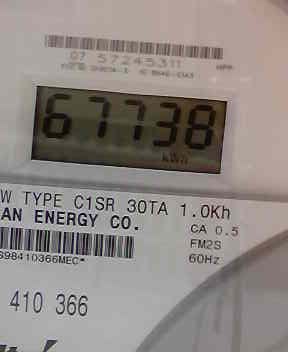 07 57245311
67738
kWh
W TYPE C1SR 30TA 1.0Kh
AN ENERGY CO.
CA 0.5
FM2S
S98410366MEC*
60Hz
410 366